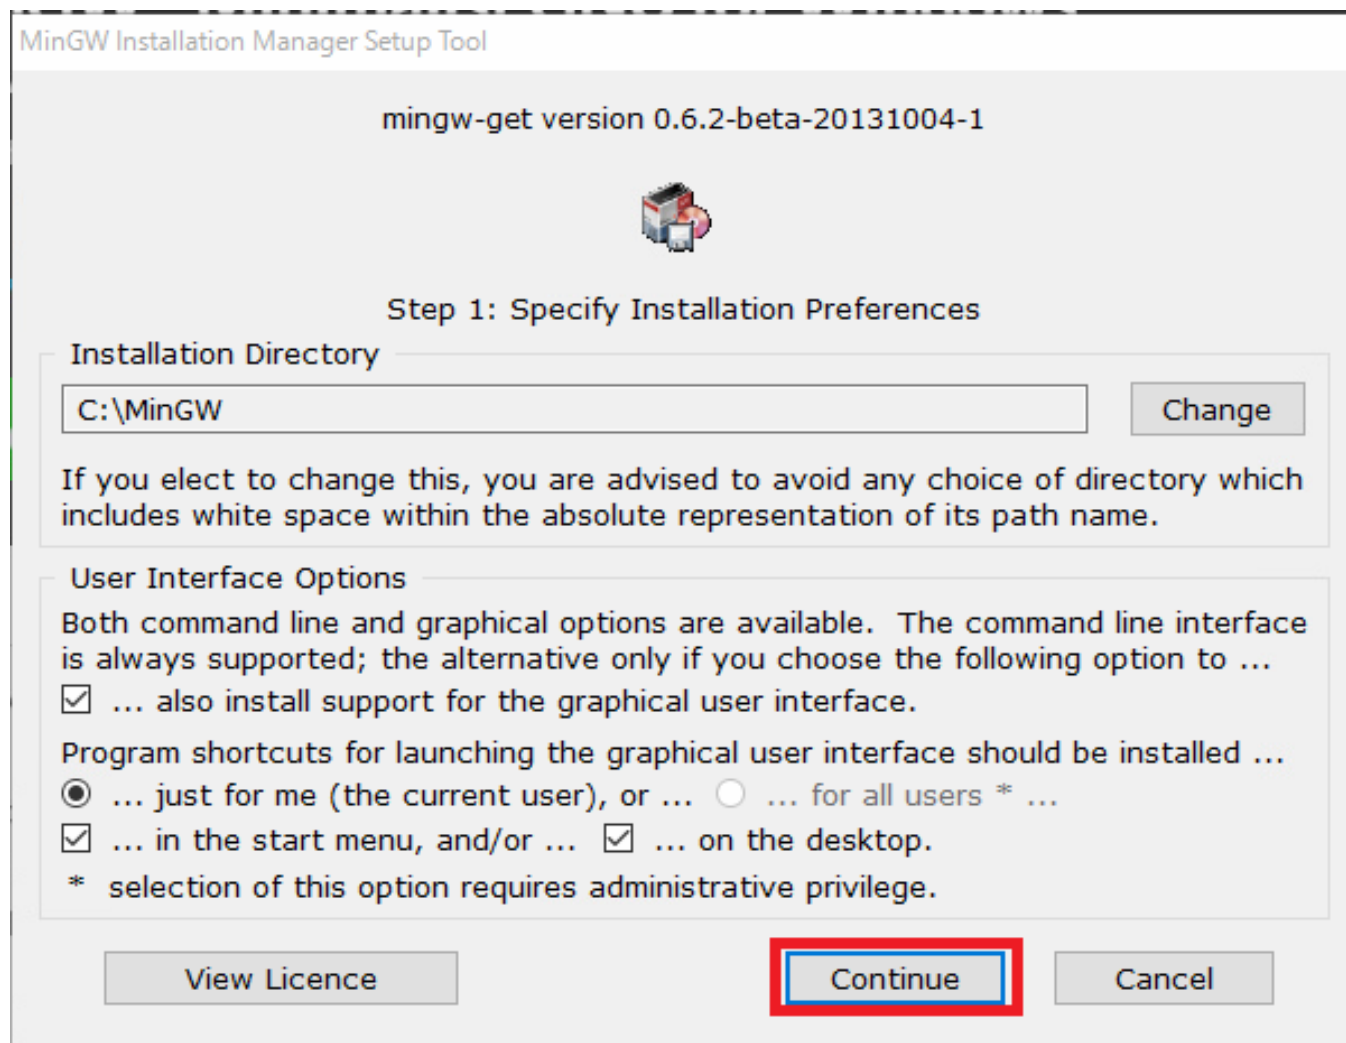 MinGW Installation Manager Setup Tool
mingw-get version 0.6.2-beta-20131004-1
Step 1: Specify Installation Preferences
Installation Directory
C:\MinGW
Change
If you elect to change this, you are advised to avoid any choice of directory which
includes white space within the absolute representation of its path name.
User Interface Options
Both command line and graphical options are available.  The command line interface
is always supported; the alternative only if you choose the following option to ...
... also install support for the graphical user interface.
Program shortcuts for launching the graphical user interface should be installed ...
... just for me (the current user), or ... ... for all users * ...
... in the start menu, and/or ... ... on the desktop.
* selection of this option requires administrative privilege.
View Licence Continue Cancel